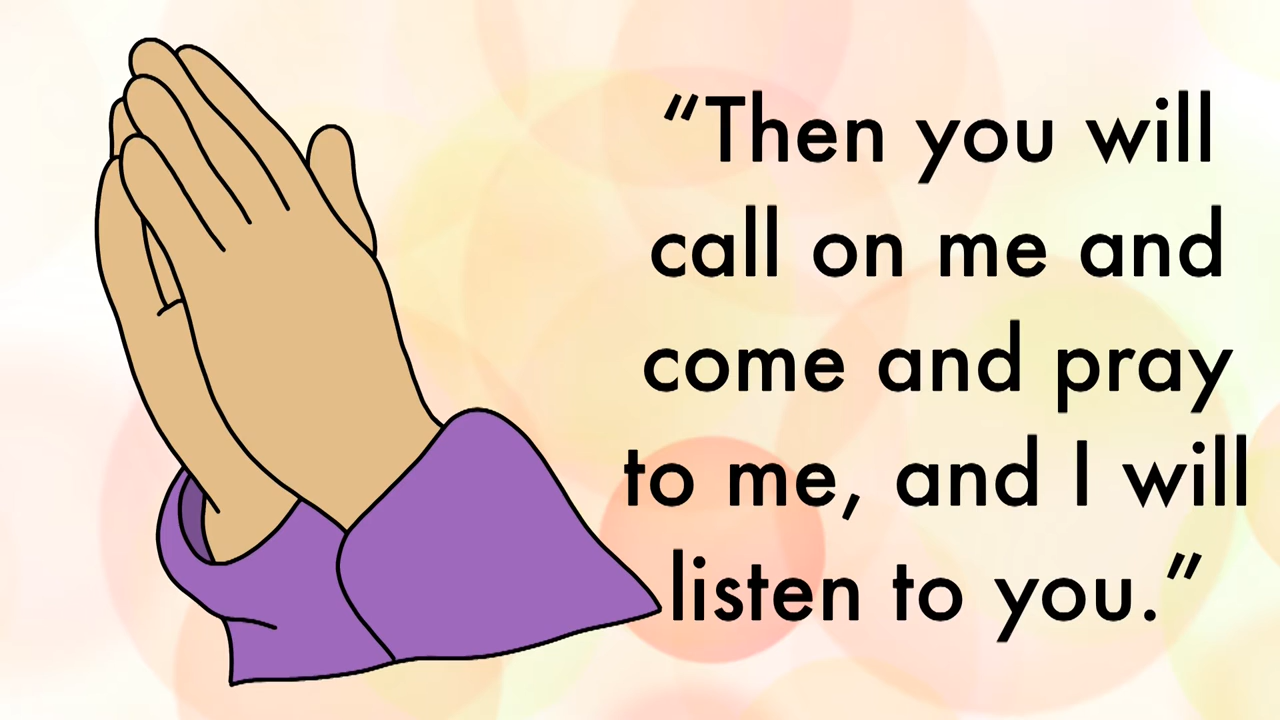 “Then you will
call on me and
come and pray
to me, and I will
listen to you.”